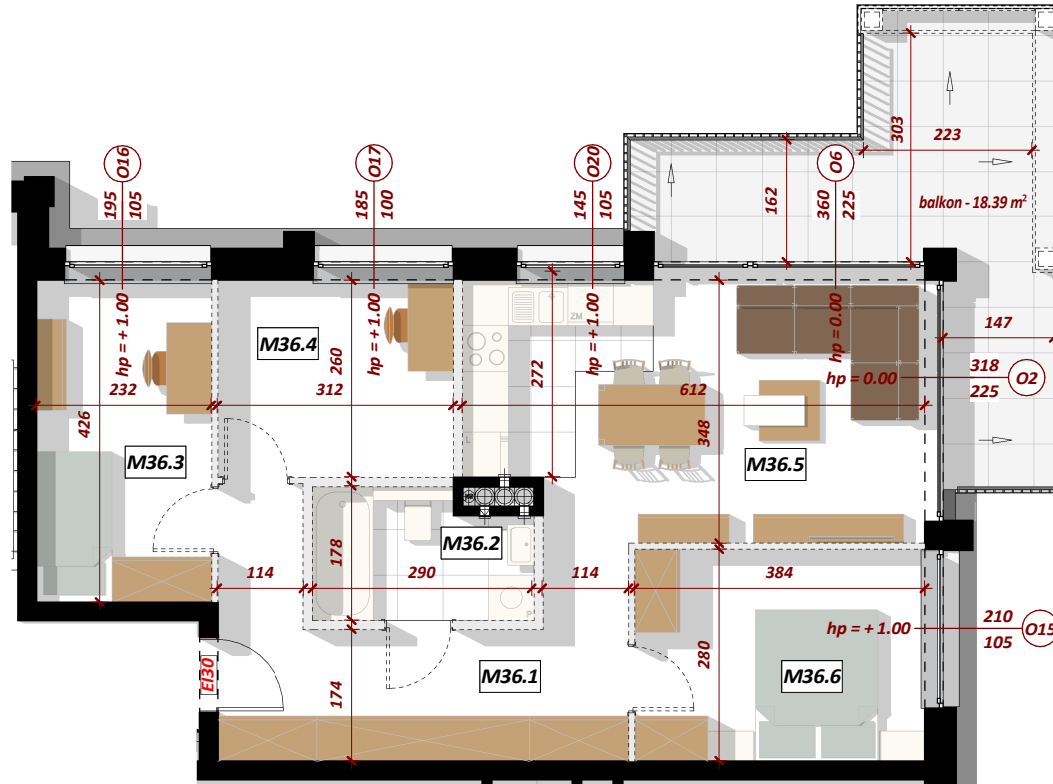 O16
195
105
hp = + 1.00
O17
185
100
hp = + 1.00
O20
145
105
hp = + 1.00
O6
360
225
hp = 0.00
162
303
223
balkon - 18.39 m²
147
318
225
O2
hp = 0.00
M36.4
260
232
312
272
ZM
612
348
426
M36.3
L
M36.5
M36.2
178
114
290
114
384
P
hp = + 1.00
210
105
O15
EI30
174
M36.1
280
M36.6